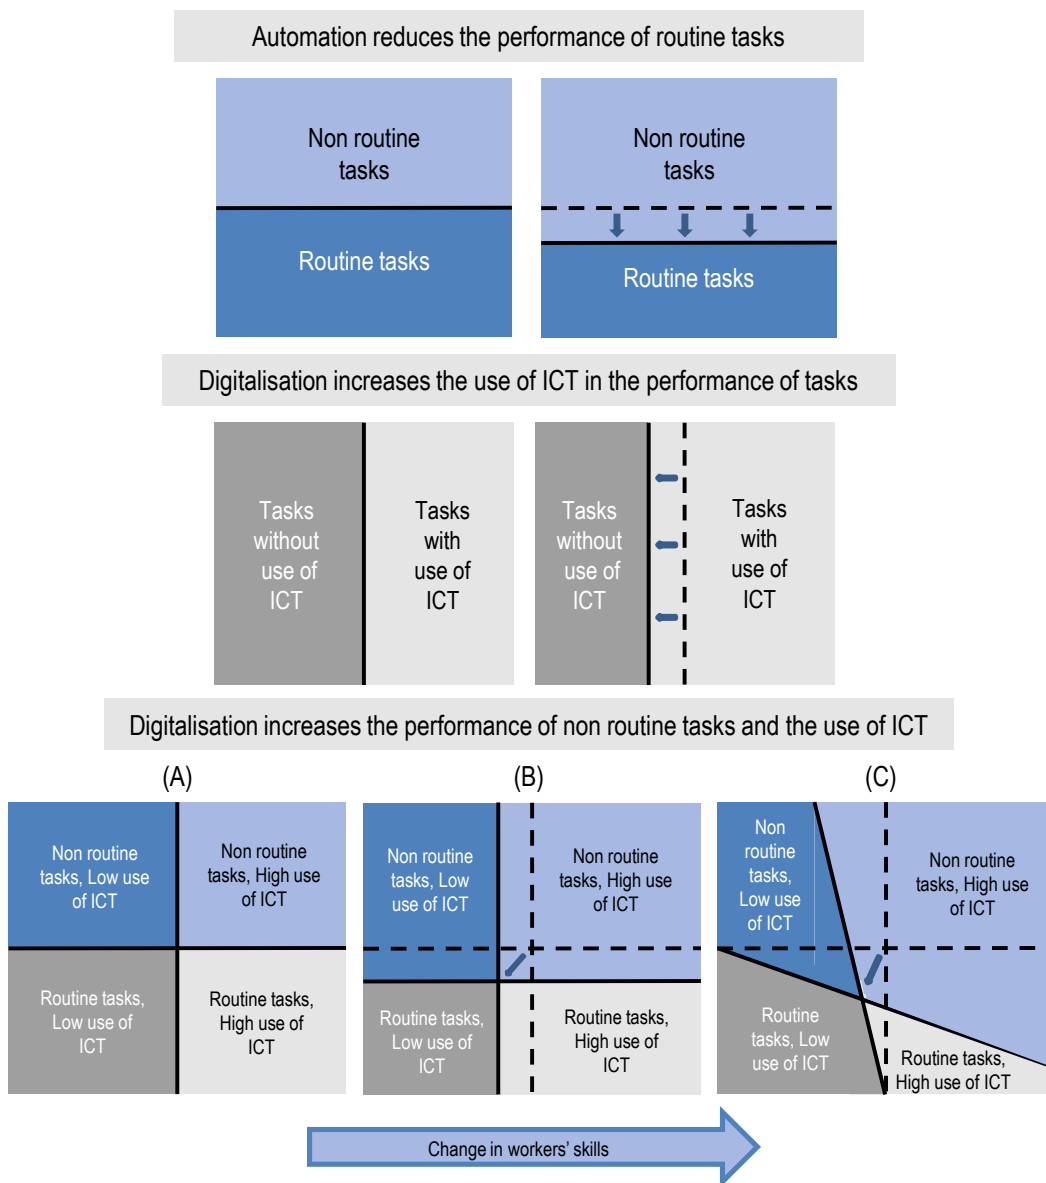 Automation reduces the performance of routine tasks
Non routine
tasks
Routine tasks
Non routine
tasks
Routine tasks
Digitalisation increases the use of ICT in the performance of tasks
Tasks
without
use of
ICT
Tasks
with
use of
ICT
Tasks
without
use of
ICT
Tasks
with
use of
ICT
Digitalisation increases the performance of non routine tasks and the use of ICT
(A)
Non routine
tasks, Low use
of ICT
Non routine
tasks, High use
of ICT
Routine tasks,
Low use of
ICT
Routine tasks,
High use of
ICT
(B)
Non routine
tasks, Low
use of ICT
Non routine
tasks, High use
of ICT
Routine tasks,
Low use of
ICT
Routine tasks,
High use of
ICT
(C)
Non
routine
tasks,
Low use
of ICT
Non routine
tasks, High use
of ICT
Routine
tasks, Low
use of ICT
Routine tasks,
High use of ICT
Change in workers' skills